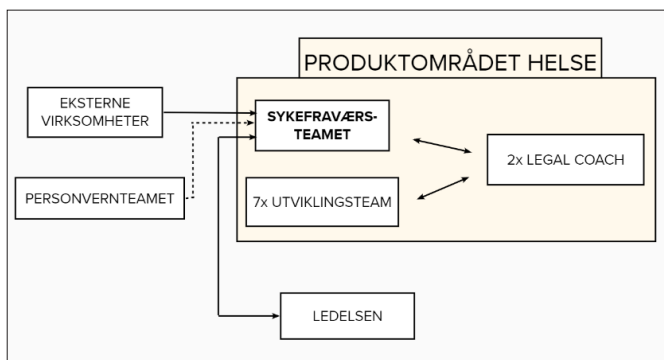 PRODUKTOMRÅDET HELSE
EKSTERNE
VIRKSOMHETER
SYKEFRAVÆRS-
TEAMET
2x LEGAL COACH
PERSONVERNTEAMET
7x UTVIKLINGSTEAM
LEDELSEN